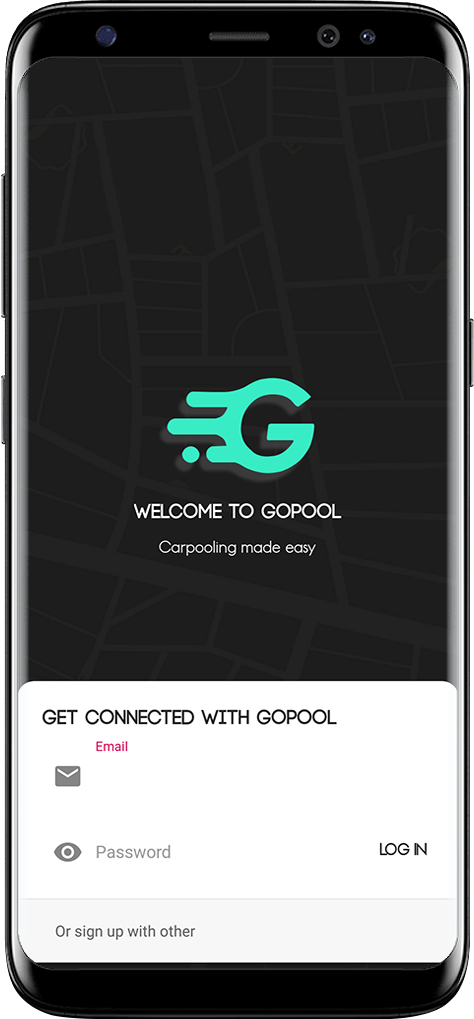 WELCOME TO GOPOOL
Carpooling made easy
GET CONNECTED WITH GOPOOL
Email
Password
LOG IN
Or sign up with other